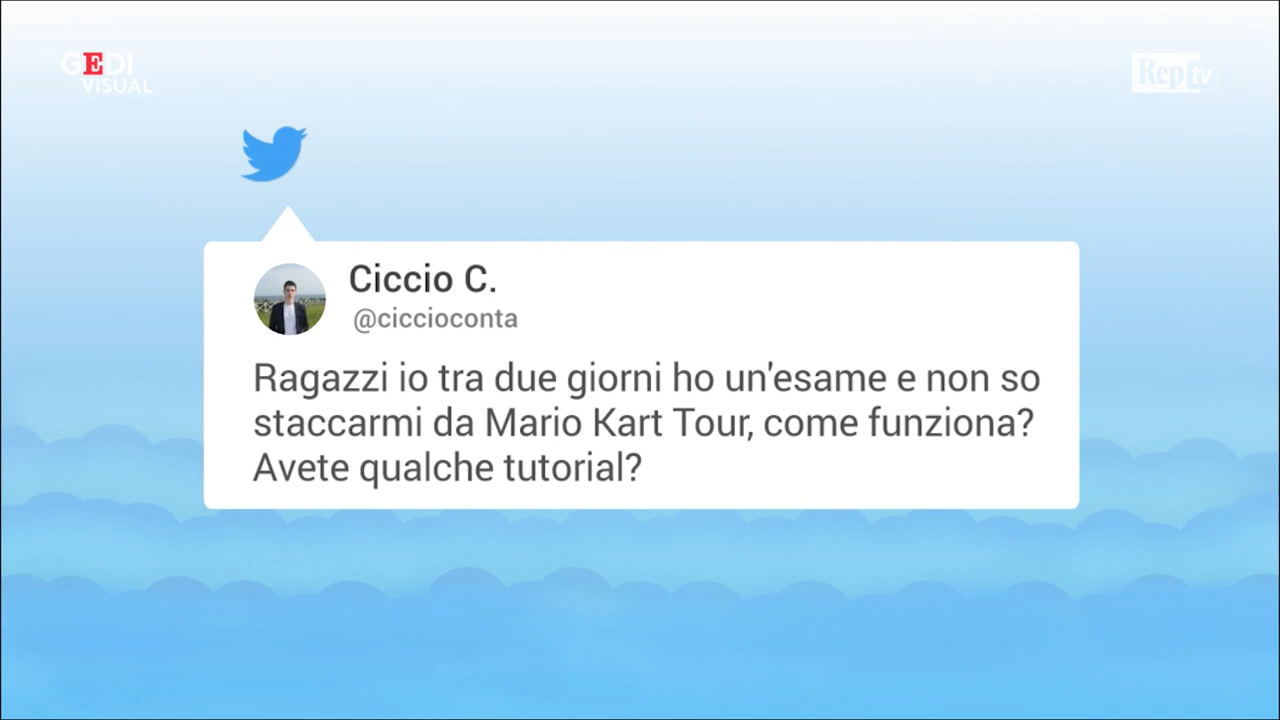 GEDI
VISUAL
Rep tv
Ciccio C.
@ciccioconta
Ragazzi io tra due giorni ho un'esame e non so
staccarmi da Mario Kart Tour, come funziona?
Avete qualche tutorial?